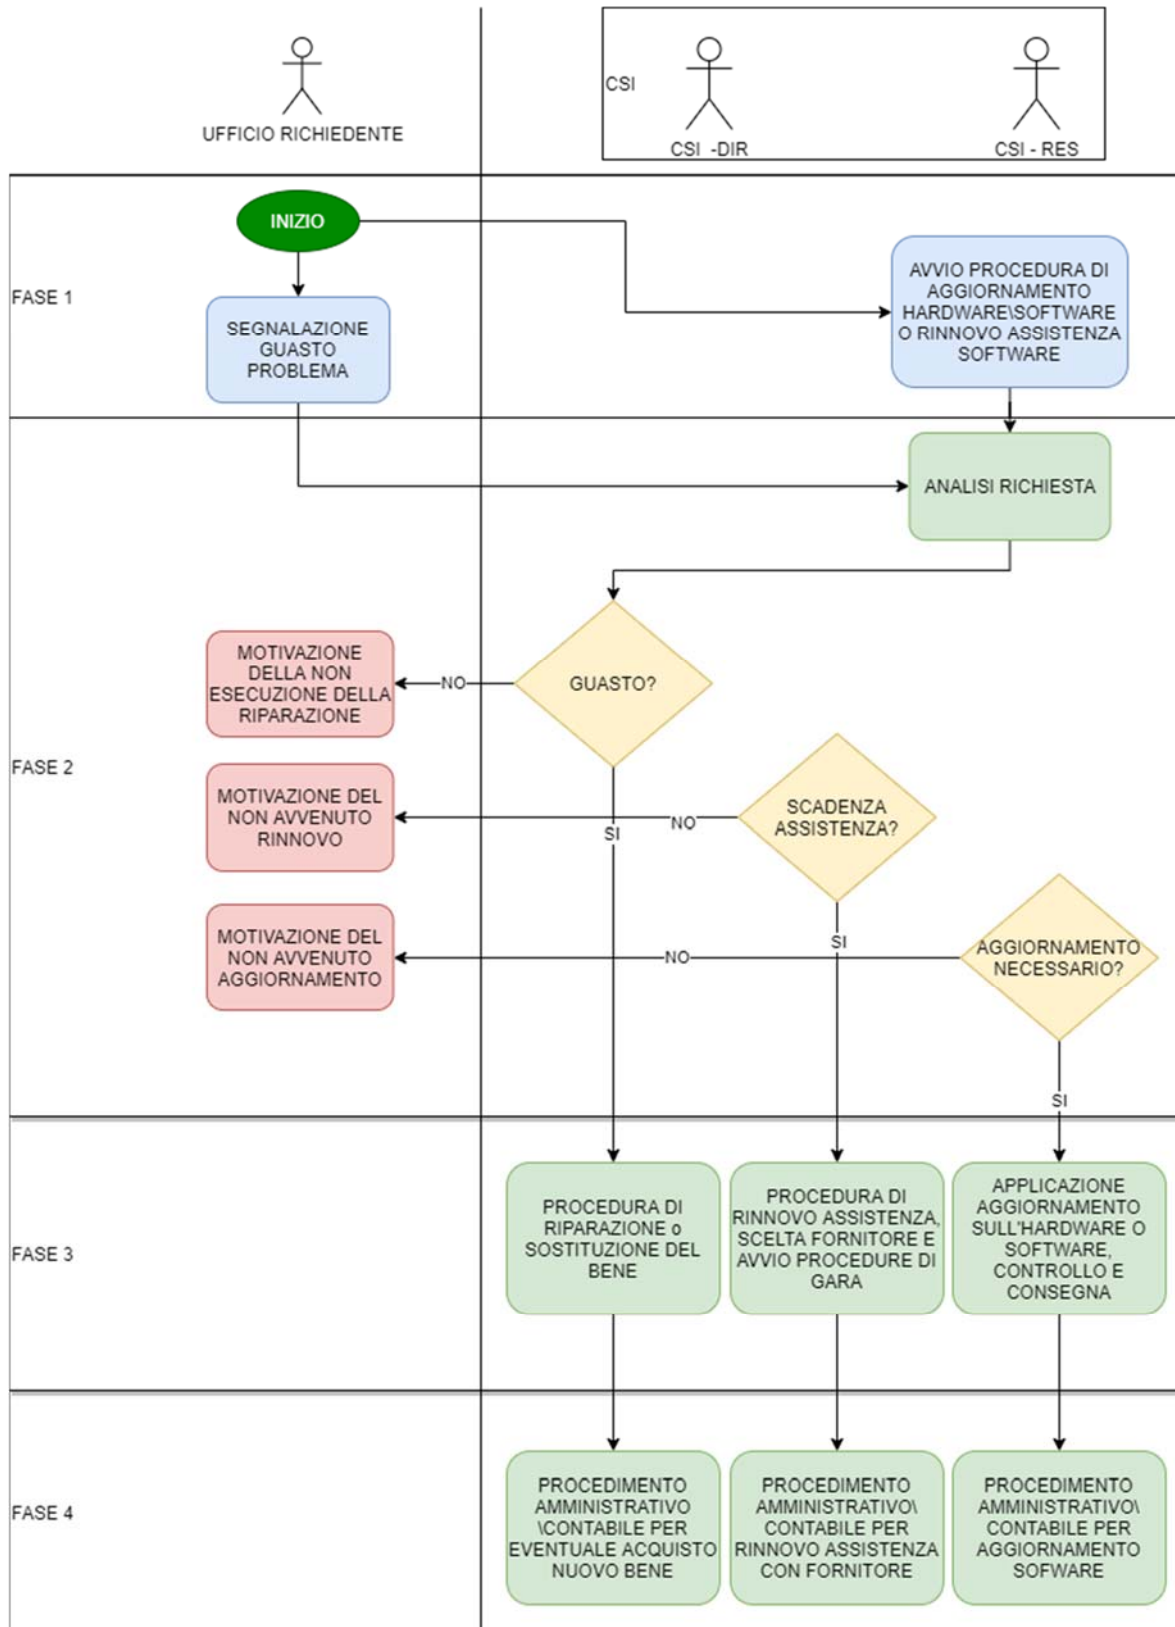 UFFICIO RICHIEDENTE
CSI
CSI -DIR
CSI - RES
FASE 1
INIZIO
SEGNALAZIONE
GUASTO
PROBLEMA
AVVIO PROCEDURA DI
AGGIORNAMENTO
HARDWARE\SOFTWARE
O RINNOVO ASSISTENZA
SOFTWARE
FASE 2
ANALISI RICHIESTA
GUASTO?
NO
MOTIVAZIONE
DELLA NON
ESECUZIONE DELLA
RIPARAZIONE
SI
SCADENZA
ASSISTENZA?
NO
MOTIVAZIONE DEL
NON AVVENUTO
RINNOVO
SI
AGGIORNAMENTO
NECESSARIO?
NO
MOTIVAZIONE DEL
NON AVVENUTO
AGGIORNAMENTO
SI
FASE 3
PROCEDURA DI
RIPARAZIONE o
SOSTITUZIONE DEL
BENE
PROCEDURA DI
RINNOVO ASSISTENZA,
SCELTA FORNITORE E
AVVIO PROCEDURE DI
GARA
APPLICAZIONE
AGGIORNAMENTO
SULL'HARDWARE O
SOFTWARE,
CONTROLLO E
CONSEGNA
FASE 4
PROCEDIMENTO
AMMINISTRATIVO
\CONTABILE PER
EVENTUALE ACQUISTO
NUOVO BENE
PROCEDIMENTO
AMMINISTRATIVO\
CONTABILE PER
RINNOVO ASSISTENZA
CON FORNITORE
PROCEDIMENTO
AMMINISTRATIVO\
CONTABILE PER
AGGIORNAMENTO
SOFWARE